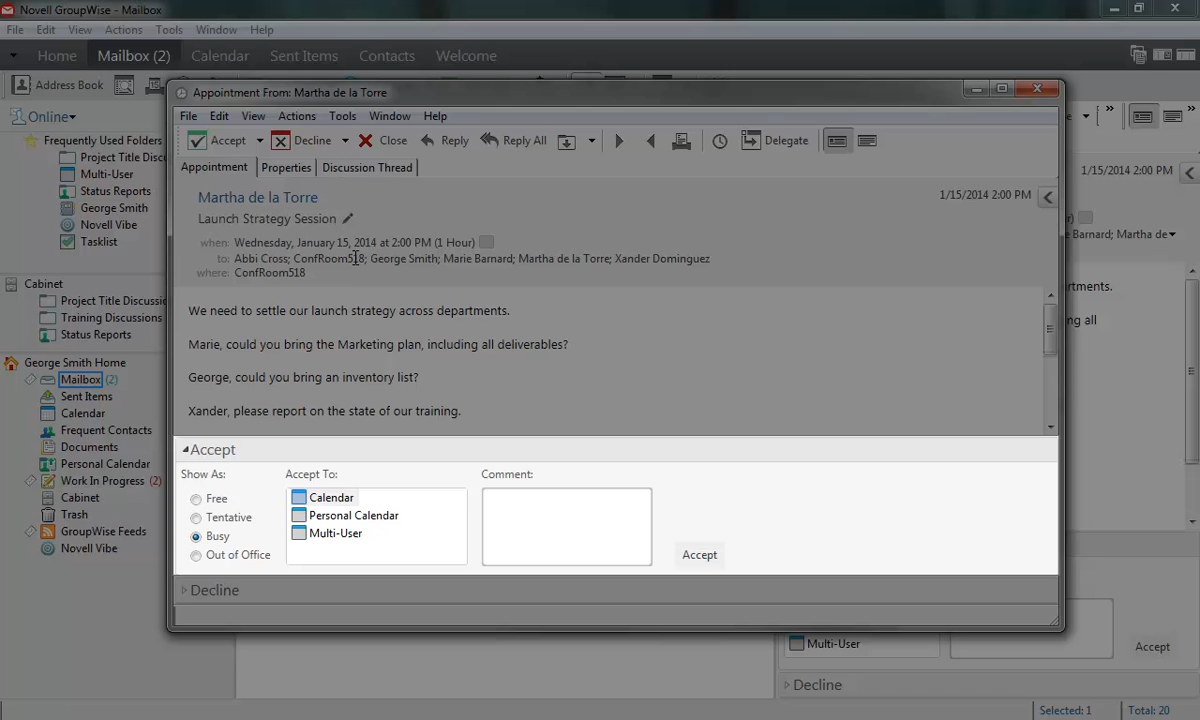 Novell GroupWise - Mailbox
File Edit View Actions Tools Window Help
Home Mailbox (2) Calendar Sent Items Contacts Welcome
Address Book
Online
Frequently Used Folders
Project Title Discu
Multi-User
Status Reports
George Smith
Novell Vibe
Tasklist
Cabinet
Project Title Discussio
Training Discussions
Status Reports
George Smith Home
Mailbox (2)
Sent Items
Calendar
Frequent Contacts
Documents
Personal Calendar
Work In Progress (2)
Cabinet
Trash
GroupWise Feeds
Novell Vibe
Appointment From: Martha de la Torre
File Edit View Actions Tools Window Help
Accept Decline Close Reply Reply All Delegate
Appointment Properties Discussion Thread
Martha de la Torre
1/15/2014 2:00 PM
Launch Strategy Session
when: Wednesday, January 15, 2014 at 2:00 PM (1 Hour)
to: Abbi Cross; ConfRoom518; George Smith; Marie Barnard; Martha de la Torre; Xander Dominguez
where: ConfRoom518
We need to settle our launch strategy across departments.
Marie, could you bring the Marketing plan, including all deliverables?
George, could you bring an inventory list?
Xander, please report on the state of our training.
Accept
Show As: Accept To: Comment:
Free
Tentative
Busy
Out of Office
Calendar
Personal Calendar
Multi-User
Accept
Decline
1/15/2014 2:00 PM
e Barnard; Martha de
artments.
ng all
Multi-User
Accept
Decline
Selected: 1 Total: 20